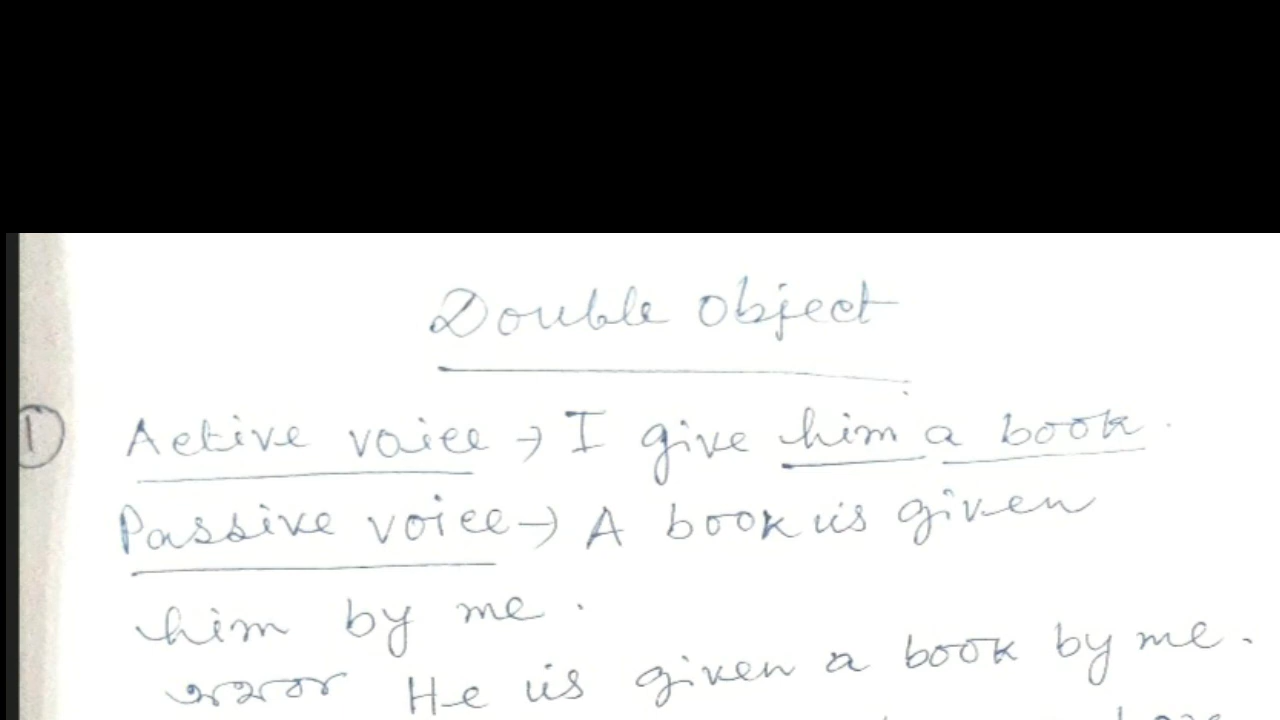 Double Object
① Active voice → I give him a book.
Passive voice → A book is given
him by me.
অথবা He is given a book by me.